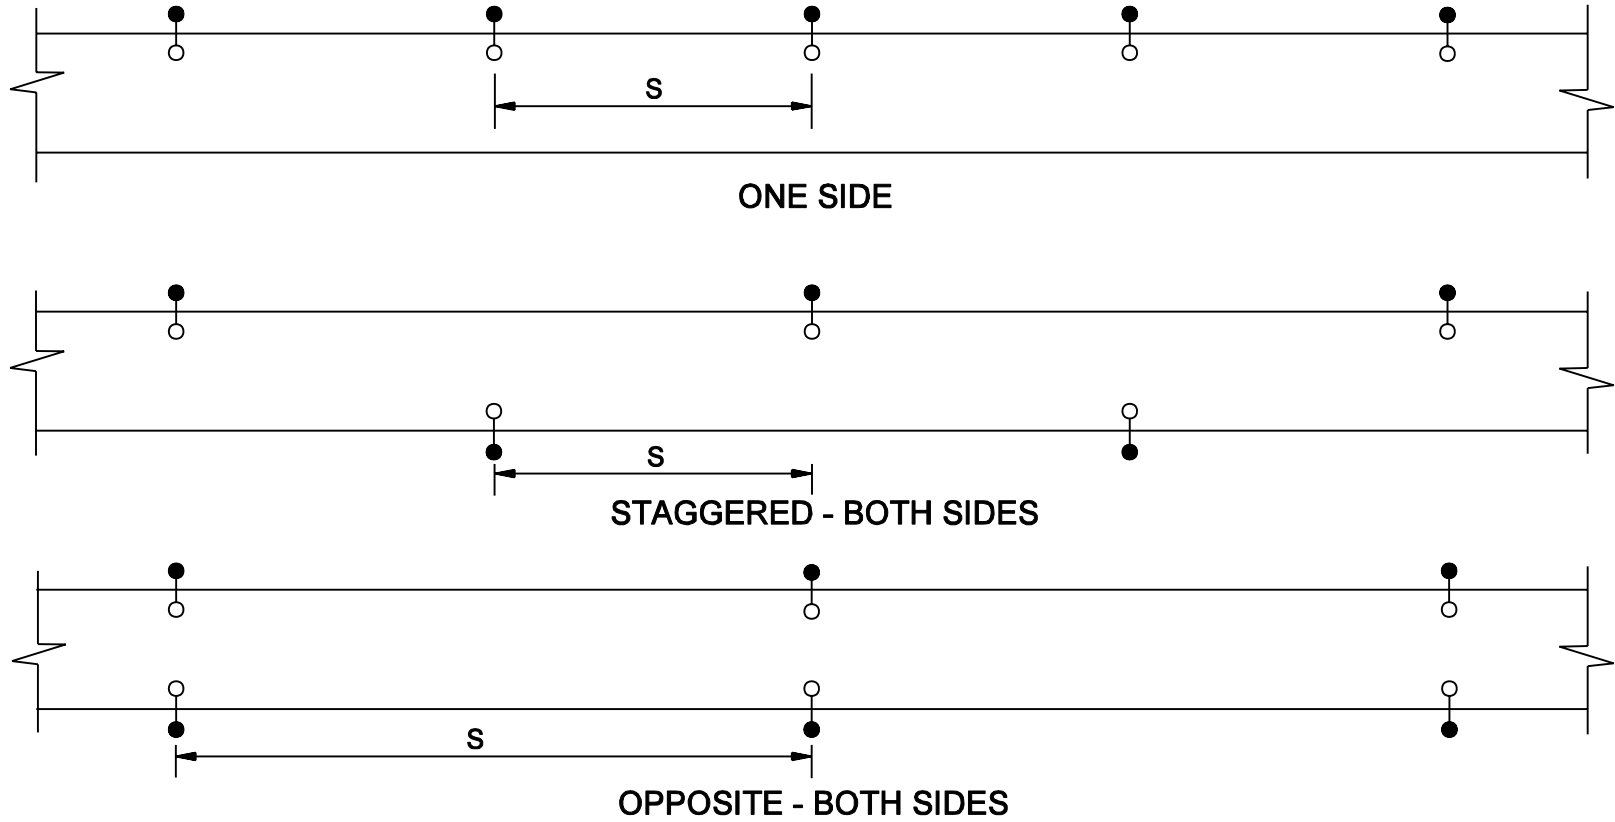 S
ONE SIDE
S
STAGGERED - BOTH SIDES
S
OPPOSITE - BOTH SIDES